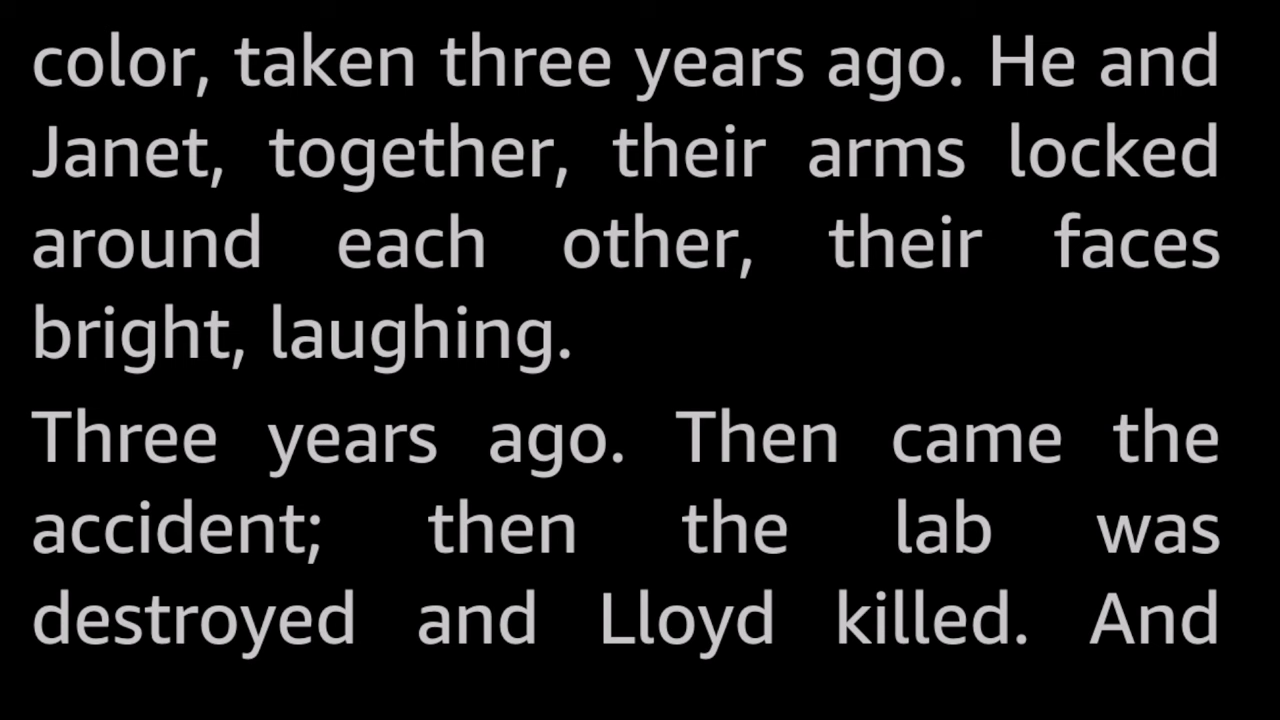 color, taken three years ago. He and
Janet, together, their arms locked
around each other, their faces
bright, laughing.
Three years ago. Then came the
accident; then the lab was
destroyed and Lloyd killed. And